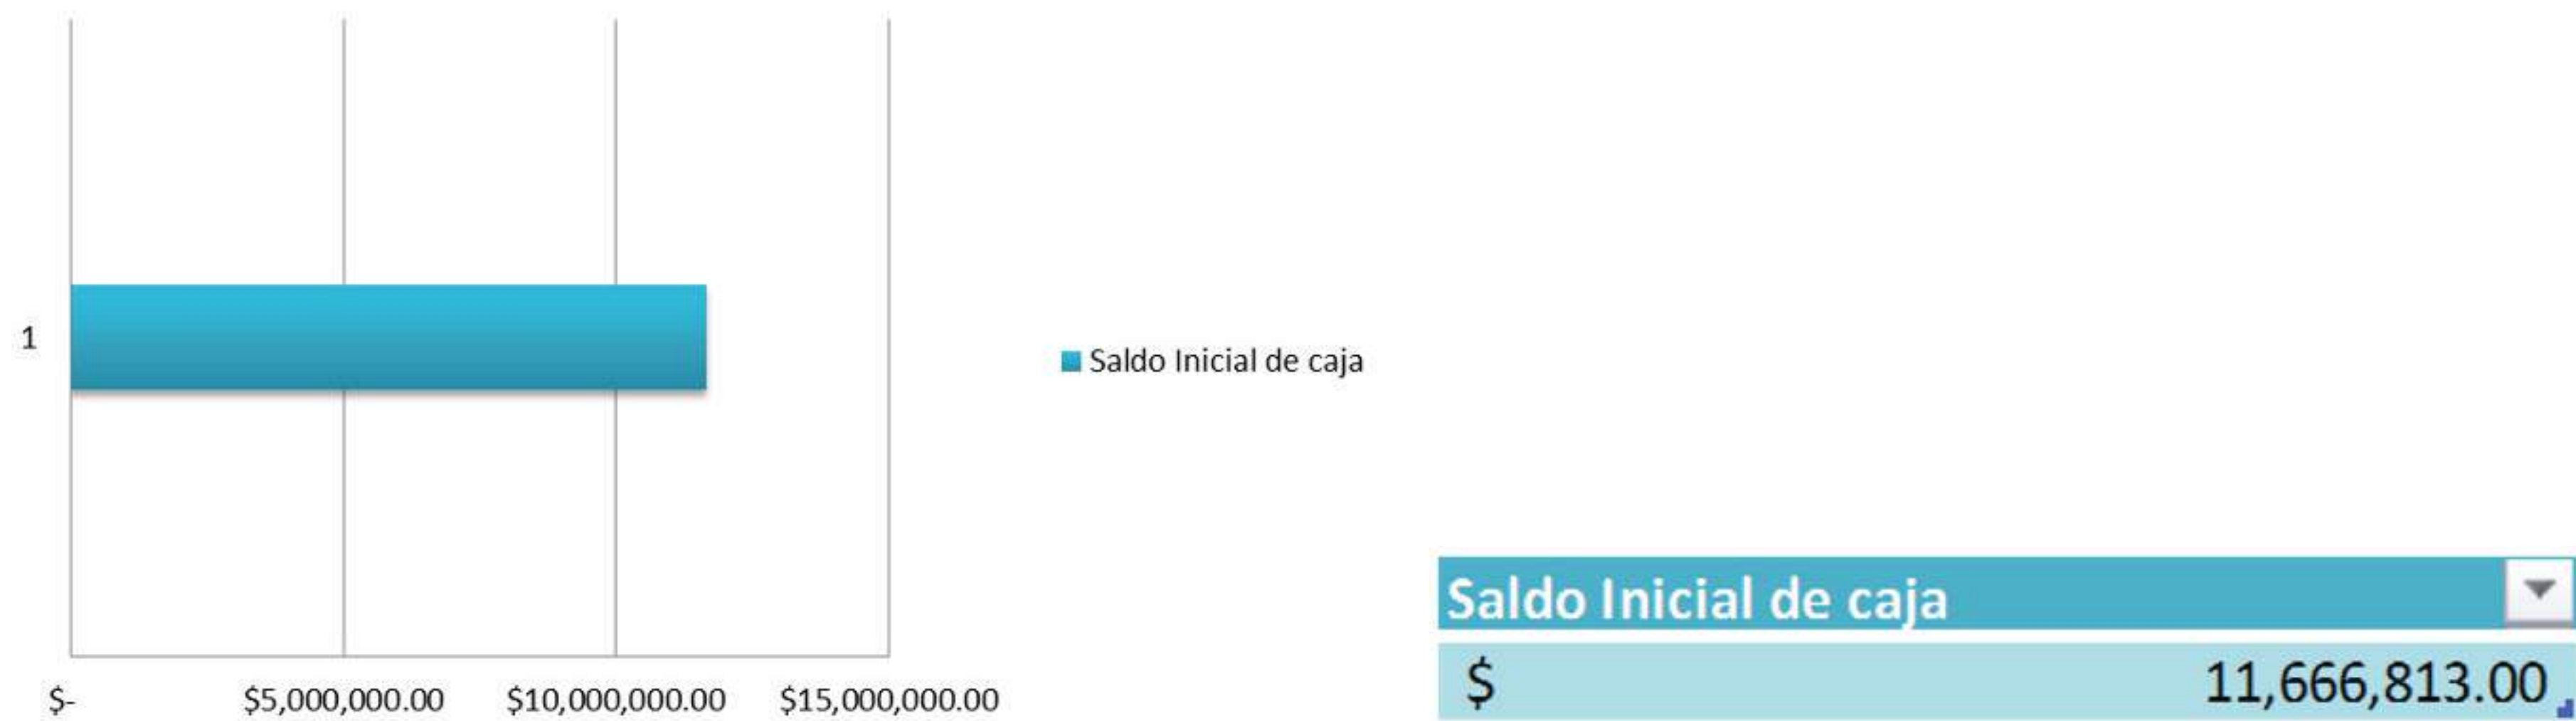 1
Saldo Inicial de caja
$- $5,000,000.00 $10,000,000.00 $15,000,000.00
Saldo Inicial de caja
$ 11,666,813.00